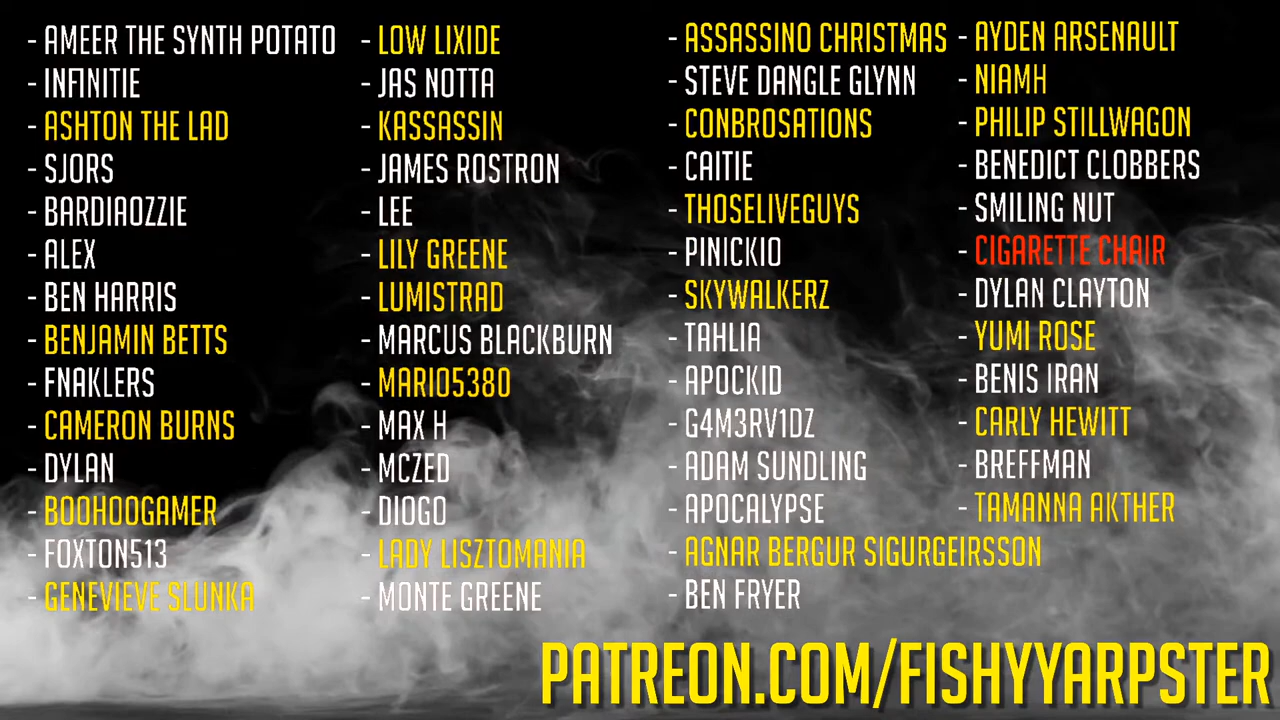 - AMEER THE SYNTH POTATO
- INFINITIE
- ASHTON THE LAD
- SJORS
- BARDIAOZZIE
- ALEX
- BEN HARRIS
- BENJAMIN BETTS
- FNAKLERS
- CAMERON BURNS
- DYLAN
- BOOHOOGAMER
- FOXTON513
- GENEVIEVE SLUNKA
- LOW LIXIDE
- JAS NOTTA
- KASSASSIN
- JAMES ROSTRON
- LEE
- LILY GREENE
- LUMISTRAD
- MARCUS BLACKBURN
- MARIO5380
- MAX H
- MCZED
- DIOGO
- LADY LISZTOMANIA
- MONTE GREENE
- ASSASSINO CHRISTMAS
- STEVE DANGLE GLYNN
- CONBROSATIONS
- CAITIE
- THOSELIVEGUYS
- PINICKIO
- SKYWALKERZ
- TAHLIA
- APOCKID
- G4M3RV1DZ
- ADAM SUNDLING
- APOCALYPSE
- AGNAR BERGUR SIGURGEIRSSON
- BEN FRYER
- AYDEN ARSENAULT
- NIAMH
- PHILIP STILLWAGON
- BENEDICT CLOBBERS
- SMILING NUT
- CIGARETTE CHAIR
- DYLAN CLAYTON
- YUMI ROSE
- BENIS IRAN
- CARLY HEWITT
- BREFFMAN
- TAMANNA AKTHER
PATREON.COM/FISHYYARPSTER